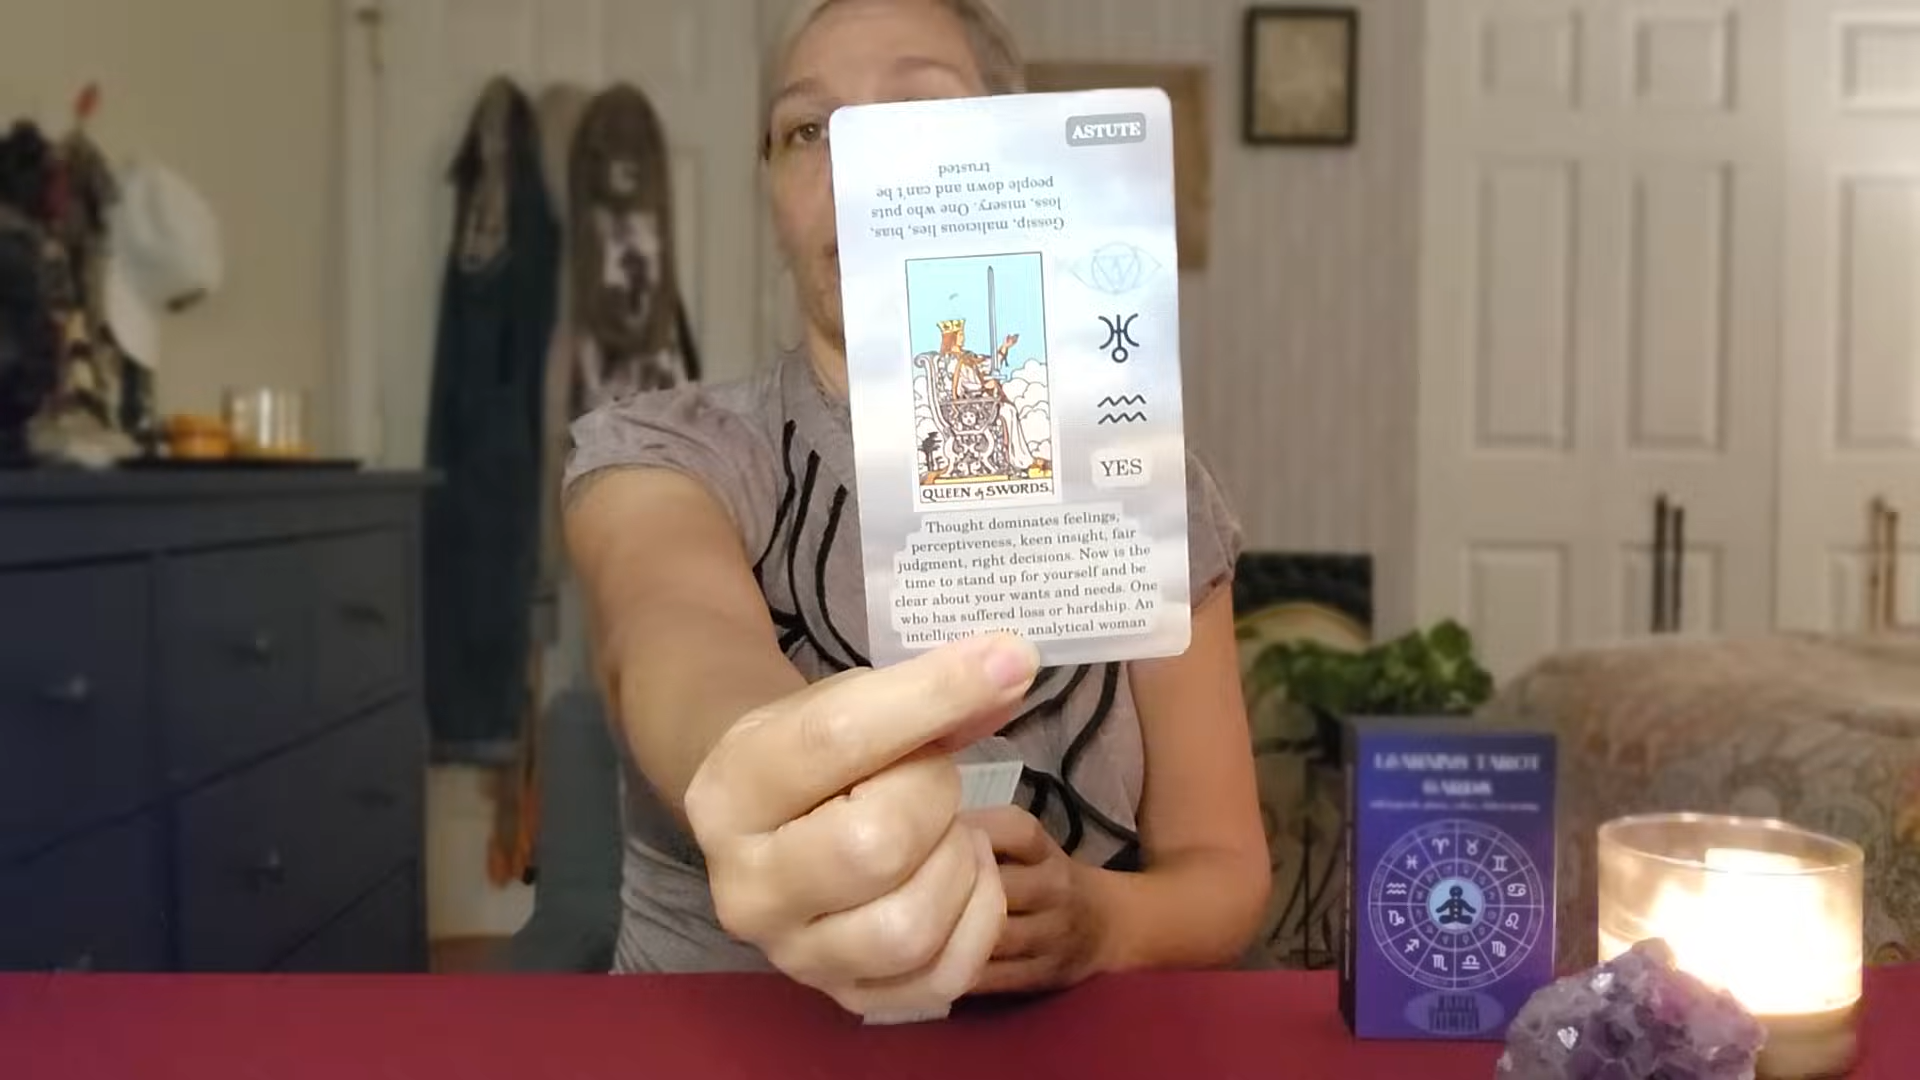 ASTUTE
Gossip, malicious lies, bias,
loss, misery. One who puts
people down and can't be
trusted
QUEEN of SWORDS.
YES
Thought dominates feelings,
perceptiveness, keen insight, fair
judgment, right decisions. Now is the
time to stand up for yourself and be
clear about your wants and needs. One
who has suffered loss or hardship. An
intelligent, witty, analytical woman
LEARNING TAROT
CARDS